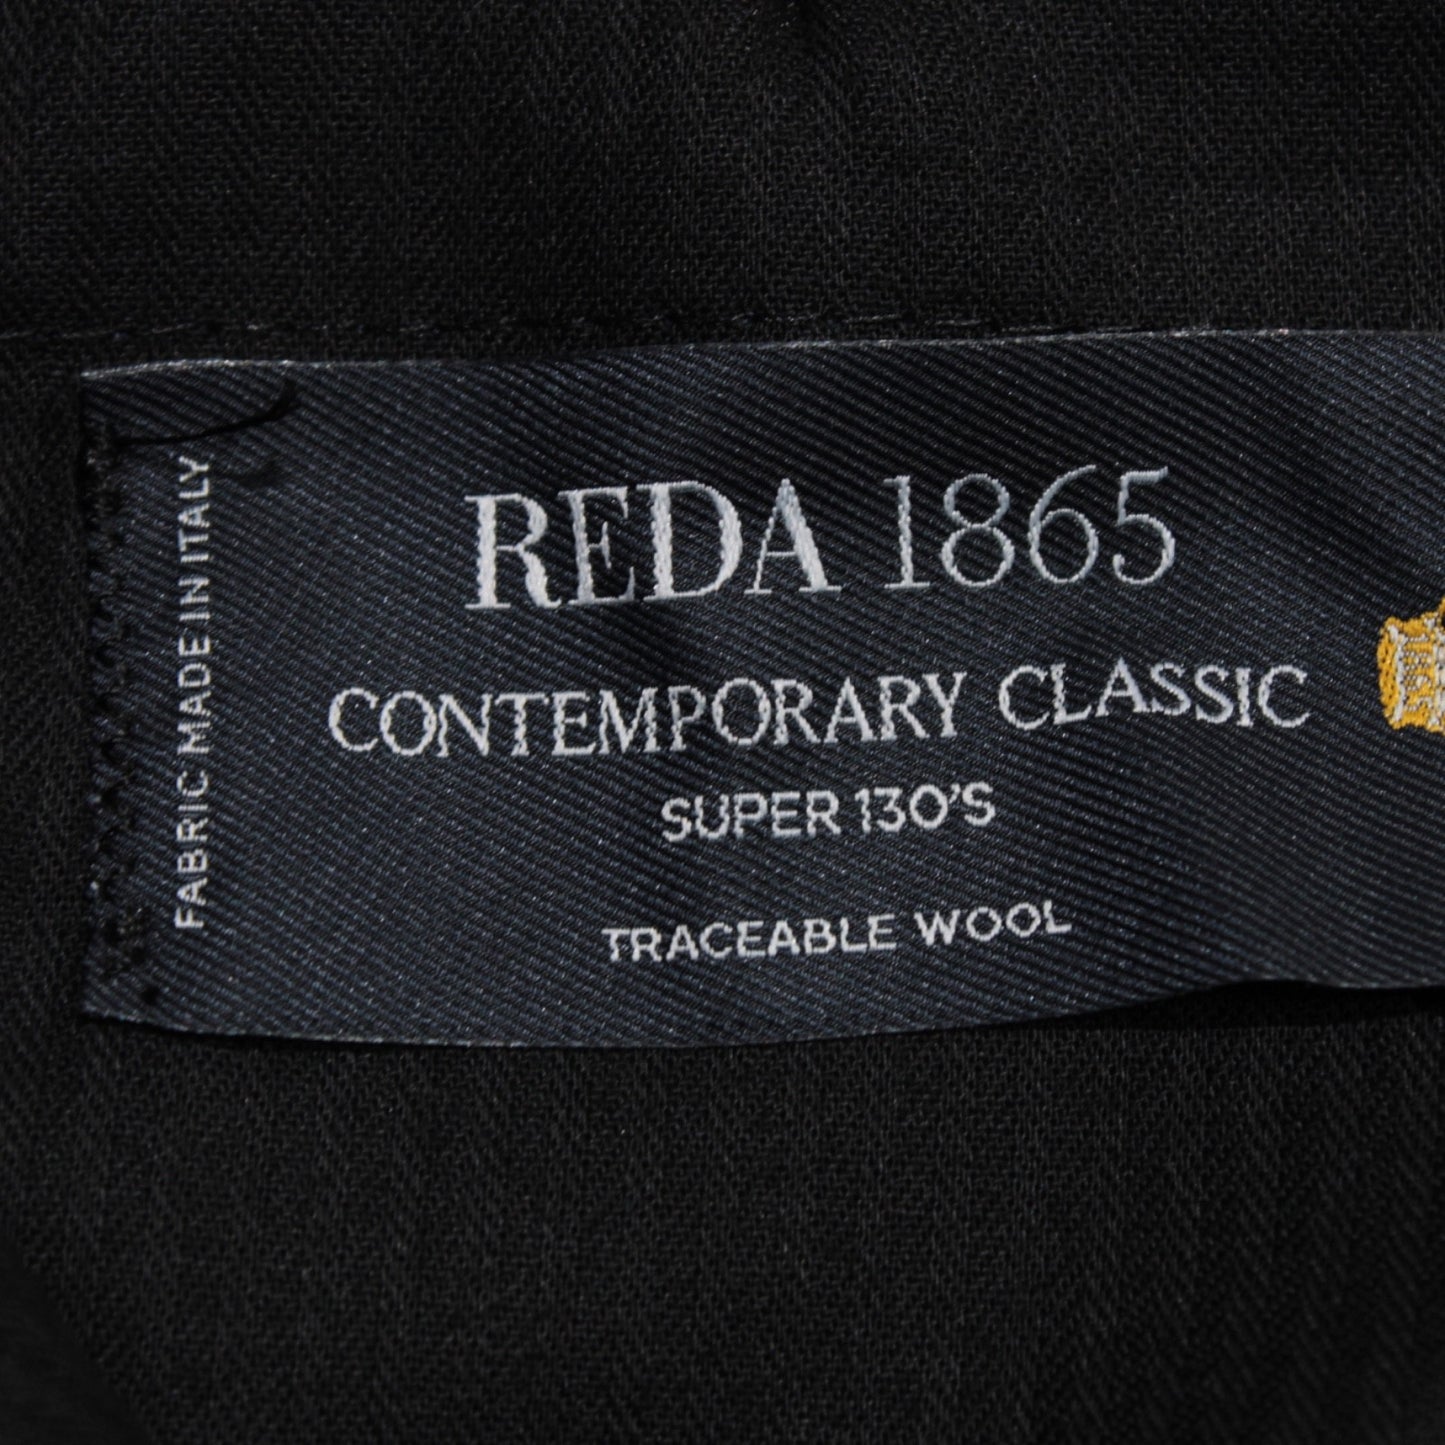 FABRIC MADE IN ITALY
REDA 1865
CONTEMPORARY CLASSIC
SUPER 130'S
TRACEABLE WOOL